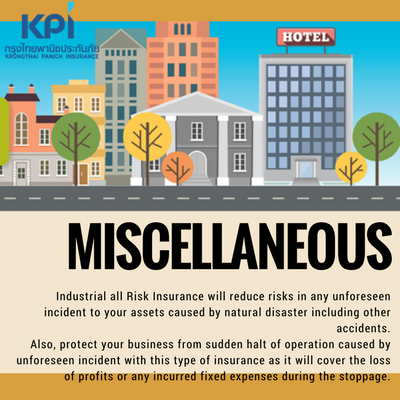 KPI
กรุงไทยพานิชประกันภัย
KRUNGTHAI PANICH INSURANCE
HOTEL
MISCELLANEOUS
Industrial all Risk Insurance will reduce risks in any unforeseen
incident to your assets caused by natural disaster including other
accidents.
Also, protect your business from sudden halt of operation caused by
unforeseen incident with this type of insurance as it will cover the loss
of profits or any incurred fixed expenses during the stoppage.